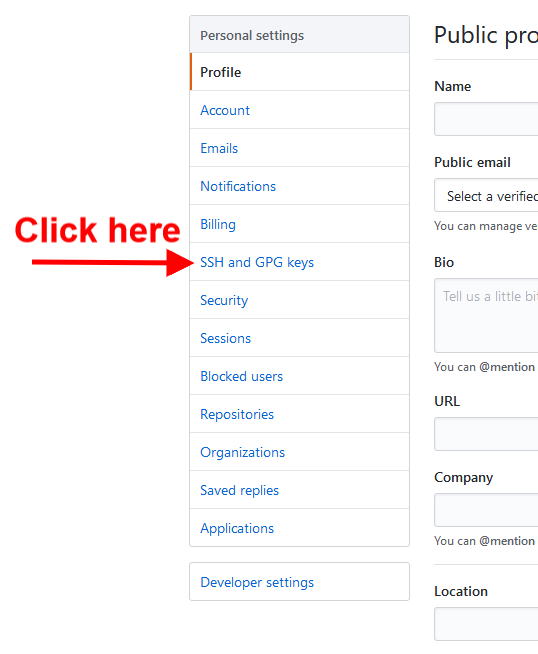 Personal settings
Profile
Account
Emails
Notifications
Billing
Click here
SSH and GPG keys
Security
Sessions
Blocked users
Repositories
Organizations
Saved replies
Applications
Developer settings
Public pro
Name
Public email
Select a verified
You can manage ve
Bio
Tell us a little bi
You can @mention
URL
Company
You can @mention
Location